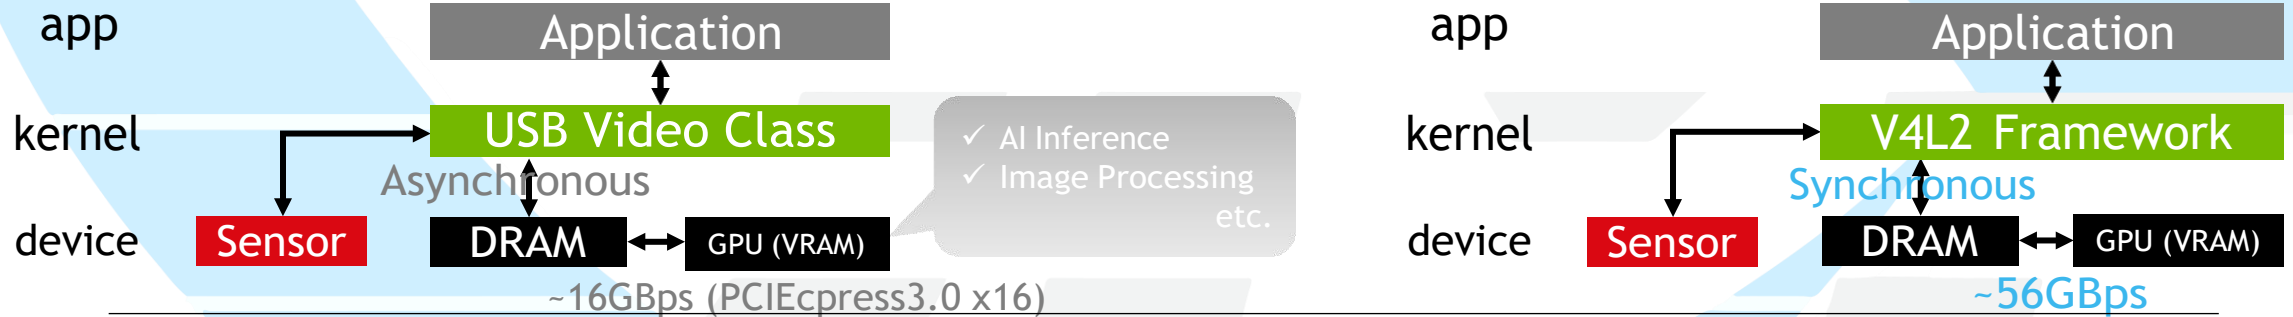 app
Application
kernel
USB Video Class
Asynchronous
device
Sensor
DRAM
GPU (VRAM)
~16GBps (PCIEcpress3.0 x16)
✓ AI Inference
✓ Image Processing
etc.
app
Application
kernel
V4L2 Framework
Synchronous
device
Sensor
DRAM
GPU (VRAM)
~56GBps